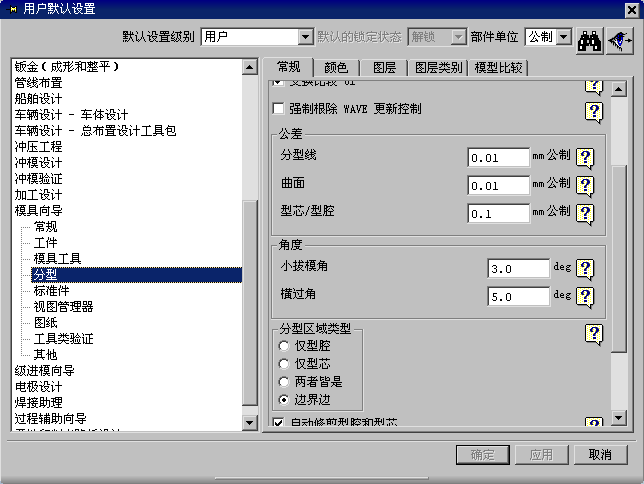 用户默认设置
默认设置级别 用户 默认的锁定状态 解锁 部件单位 公制
钣金（成形和整平）
管线布置
船舶设计
车辆设计 - 车体设计
车辆设计 - 总布置设计工具包
冲压工程
冲模设计
冲模验证
加工设计
模具向导
常规
工件
模具工具
分型
标准件
视图管理器
图纸
工具类验证
其他
级进模向导
电极设计
焊接助理
过程辅助向导
常规 颜色 图层 图层类别 模型比较
强制根除 WAVE 更新控制
公差
分型线 0.01 mm 公制
曲面 0.01 mm 公制
型芯/型腔 0.1 mm 公制
角度
小拔模角 3.0 deg
横过角 5.0 deg
分型区域类型
仅型腔
仅型芯
两者皆是
边界边
自动修剪型腔和型芯
确定 应用 取消